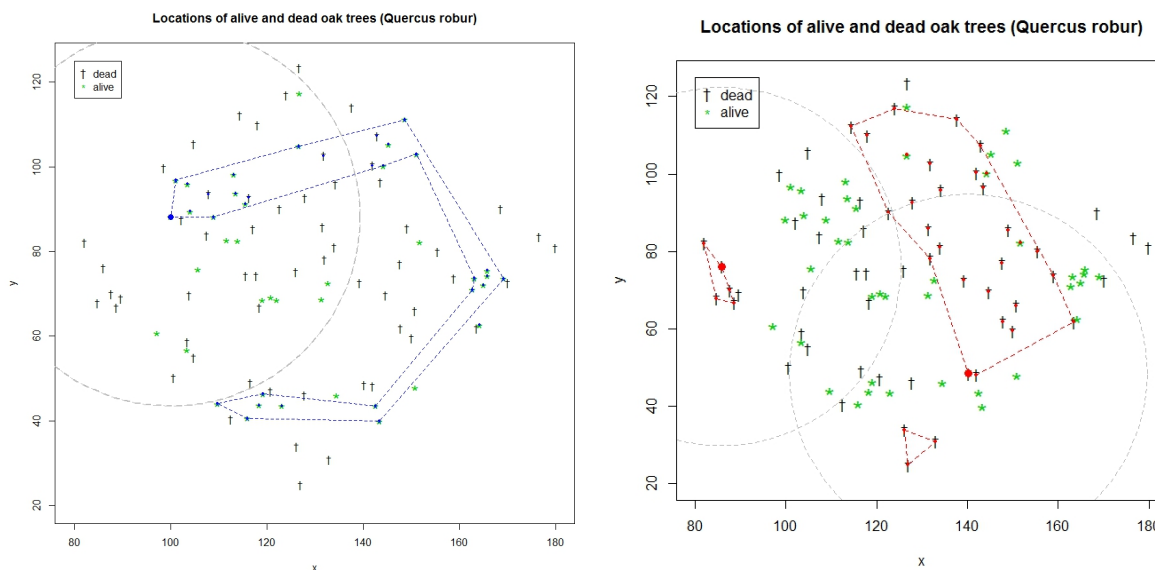 Locations of alive and dead oak trees (Quercus robur)
† dead
* alive
y
120
100
80
60
40
20
80 100 120 140 160 180
x
Locations of alive and dead oak trees (Quercus robur)
† dead
* alive
y
120
100
80
60
40
20
80 100 120 140 160 180
x